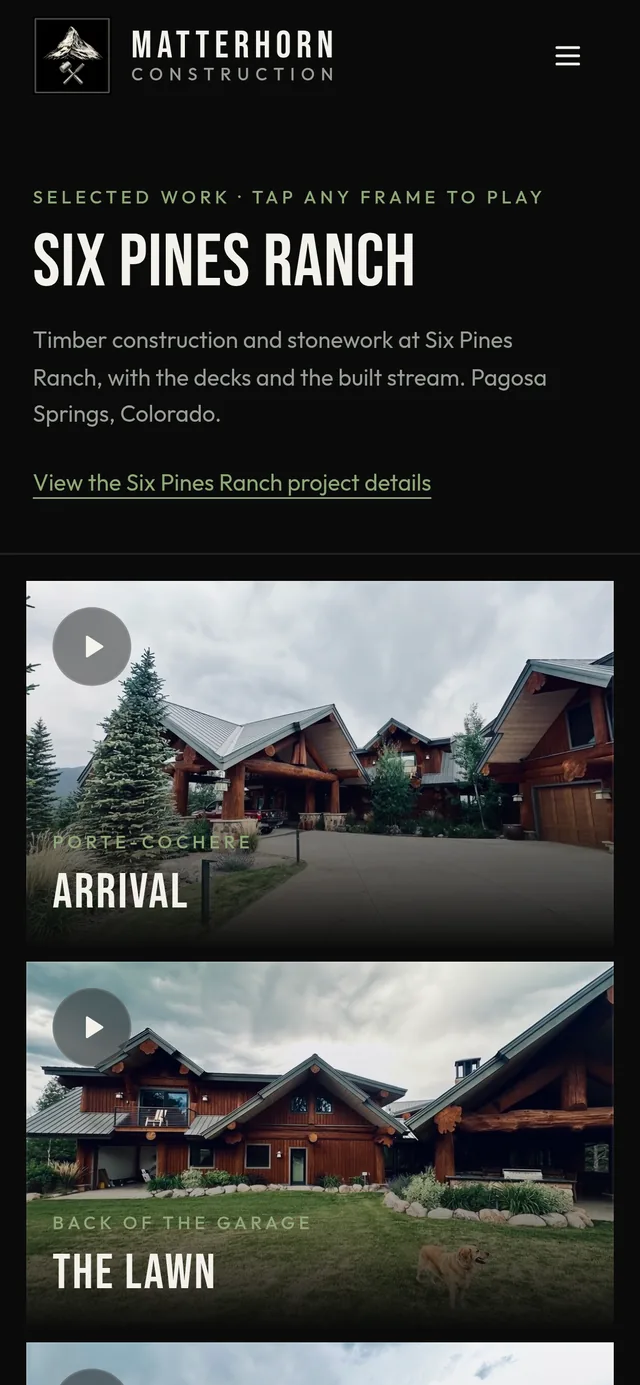 MATTERHORN
CONSTRUCTION
SELECTED WORK · TAP ANY FRAME TO PLAY
SIX PINES RANCH
Timber construction and stonework at Six Pines
Ranch, with the decks and the built stream. Pagosa
Springs, Colorado.
View the Six Pines Ranch project details
PORTE-COCHERE
ARRIVAL
BACK OF THE GARAGE
THE LAWN